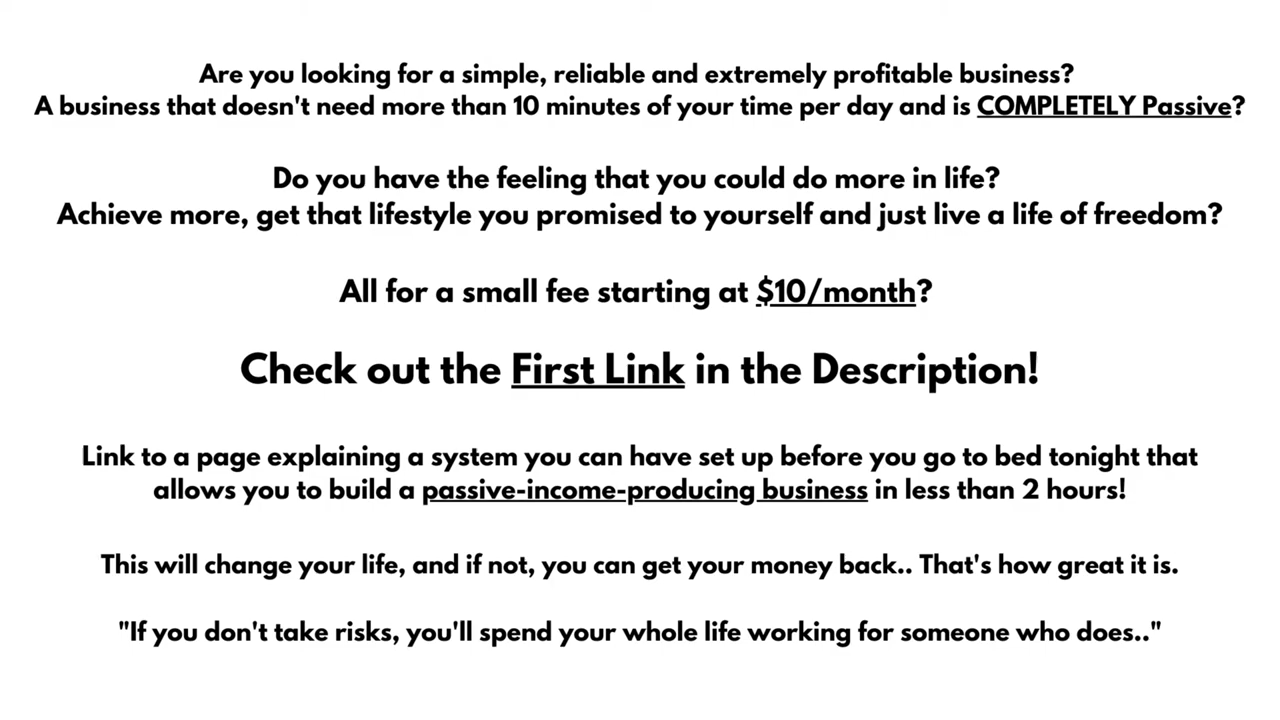 Are you looking for a simple, reliable and extremely profitable business?
A business that doesn't need more than 10 minutes of your time per day and is COMPLETELY Passive?
Do you have the feeling that you could do more in life?
Achieve more, get that lifestyle you promised to yourself and just live a life of freedom?
All for a small fee starting at $10/month?
Check out the First Link in the Description!
Link to a page explaining a system you can have set up before you go to bed tonight that
allows you to build a passive-income-producing business in less than 2 hours!
This will change your life, and if not, you can get your money back.. That's how great it is.
"If you don't take risks, you'll spend your whole life working for someone who does.."